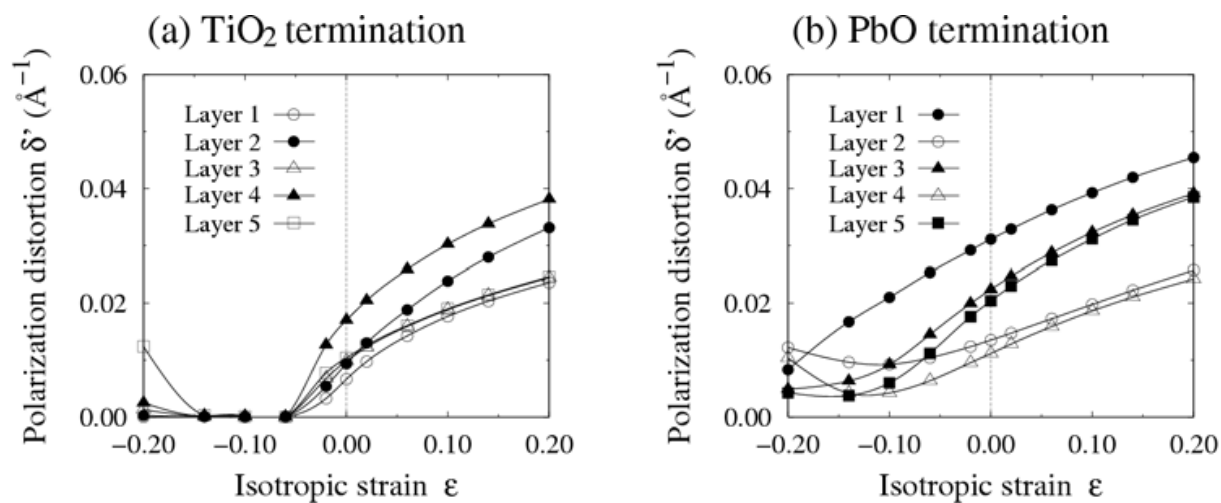 (a) TiO₂ termination
Polarization distortion δ' (Å⁻¹)
0.06
0.04
0.02
0.00
Layer 1
Layer 2
Layer 3
Layer 4
Layer 5
−0.20 −0.10 0.00 0.10 0.20
Isotropic strain ε
(b) PbO termination
Polarization distortion δ' (Å⁻¹)
0.06
0.04
0.02
0.00
Layer 1
Layer 2
Layer 3
Layer 4
Layer 5
−0.20 −0.10 0.00 0.10 0.20
Isotropic strain ε